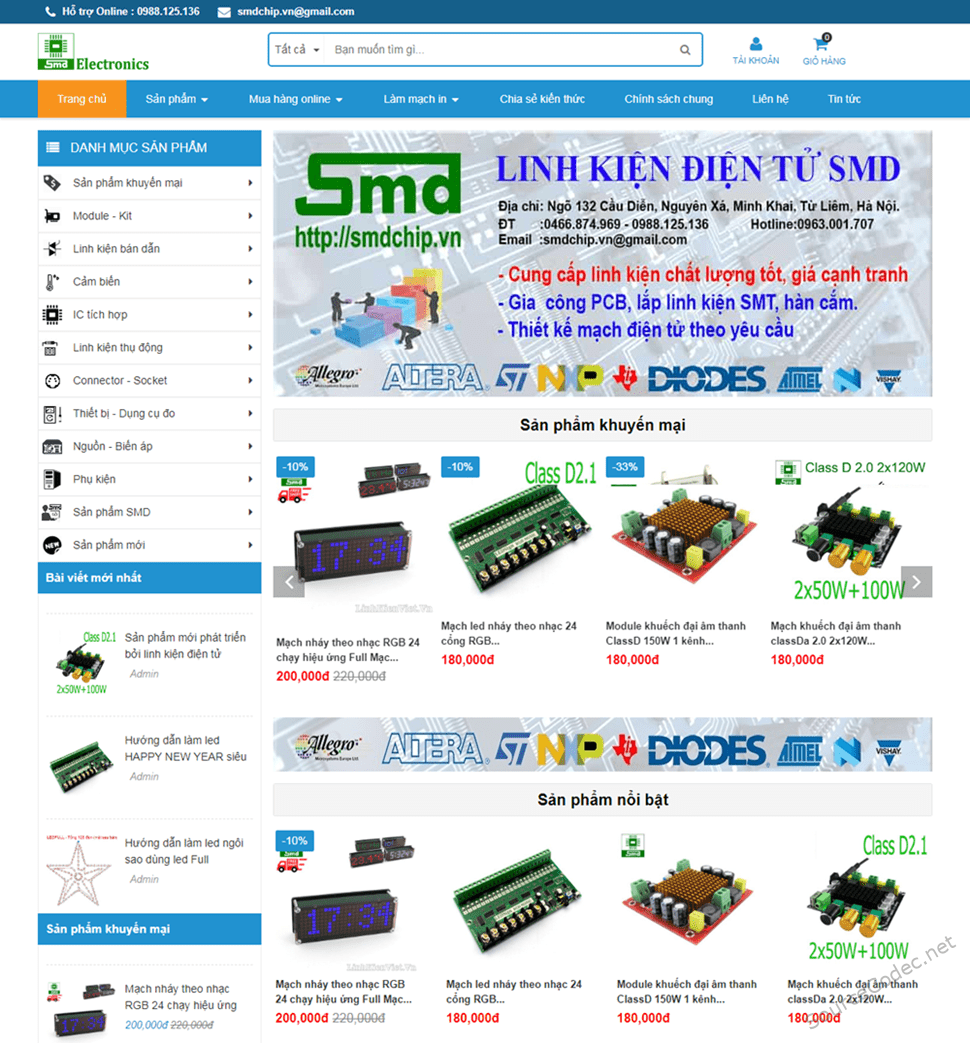 Hỗ trợ Online : 0988.125.136 smdchip.vn@gmail.com
Smd Electronics
Tất cả Bạn muốn tìm gì...
TÀI KHOẢN
0
GIỎ HÀNG
Trang chủ Sản phẩm Mua hàng online Làm mạch in Chia sẻ kiến thức Chính sách chung Liên hệ Tin tức
DANH MỤC SẢN PHẨM
Sản phẩm khuyến mại
Module - Kit
Linh kiện bán dẫn
Cảm biến
IC tích hợp
Linh kiện thụ động
Connector - Socket
Thiết bị - Dụng cụ đo
Nguồn - Biến áp
Phụ kiện
Sản phẩm SMD
Sản phẩm mới
Bài viết mới nhất
Class D2.1
2x50W+100W
Sản phẩm mới phát triển
bởi linh kiện điện tử
Admin
Hướng dẫn làm led
HAPPY NEW YEAR siêu
Admin
Hướng dẫn làm led ngôi
sao dùng led Full
Admin
Sản phẩm khuyến mại
Mạch nháy theo nhạc
RGB 24 chạy hiệu ứng
200,000đ 220,000đ
Smd
http://smdchip.vn
LINH KIỆN ĐIỆN TỬ SMD
Địa chỉ: Ngõ 132 Cầu Diễn, Nguyên Xá, Minh Khai, Từ Liêm, Hà Nội.
ĐT :0466.874.969 - 0988.125.136 Hotline:0963.001.707
Email :smdchip.vn@gmail.com
- Cung cấp linh kiện chất lượng tốt, giá cạnh tranh
- Gia công PCB, lắp linh kiện SMT, hàn cắm.
- Thiết kế mạch điện tử theo yêu cầu
Allegro ALTERA ST NXP DIODES ATMEL N VISHAY
Sản phẩm khuyến mại
-10%
Smd
17:34
LinhKienViet.Vn
Mạch nháy theo nhạc RGB 24
chạy hiệu ứng Full Mạc...
200,000đ 220,000đ
-10%
Class D2.1
Mạch led nháy theo nhạc 24
cổng RGB...
180,000đ
-33%
Module khuếch đại âm thanh
ClassD 150W 1 kênh...
180,000đ
Class D 2.0 2x120W
2x50W+100W
Mạch khuếch đại âm thanh
classDa 2.0 2x120W...
180,000đ
Allegro ALTERA ST NXP DIODES ATMEL N VISHAY
Sản phẩm nổi bật
-10%
Smd
17:34
LinhKienViet.Vn
Mạch nháy theo nhạc RGB
24 chạy hiệu ứng Full Mạc...
200,000đ 220,000đ
Mạch led nháy theo nhạc 24
cổng RGB...
180,000đ
Module khuếch đại âm thanh
ClassD 150W 1 kênh...
180,000đ
Class D2.1
2x50W+100W
Mạch khuếch đại âm thanh
classDa 2.0 2x120W...
180,000đ
SourceCodec.net